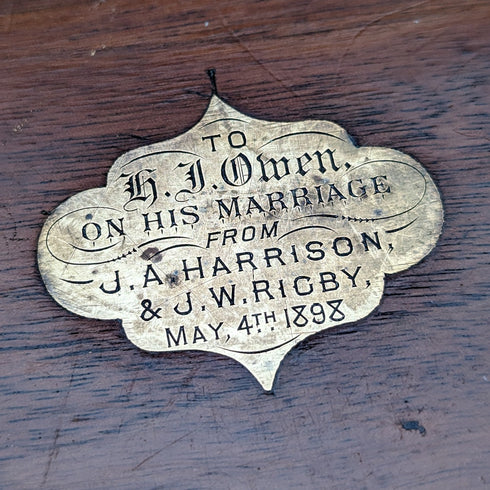 TO
H. J. Owen,
ON HIS MARRIAGE
FROM
J. A. HARRISON,
& J. W. RIGBY,
MAY, 4TH. 1898